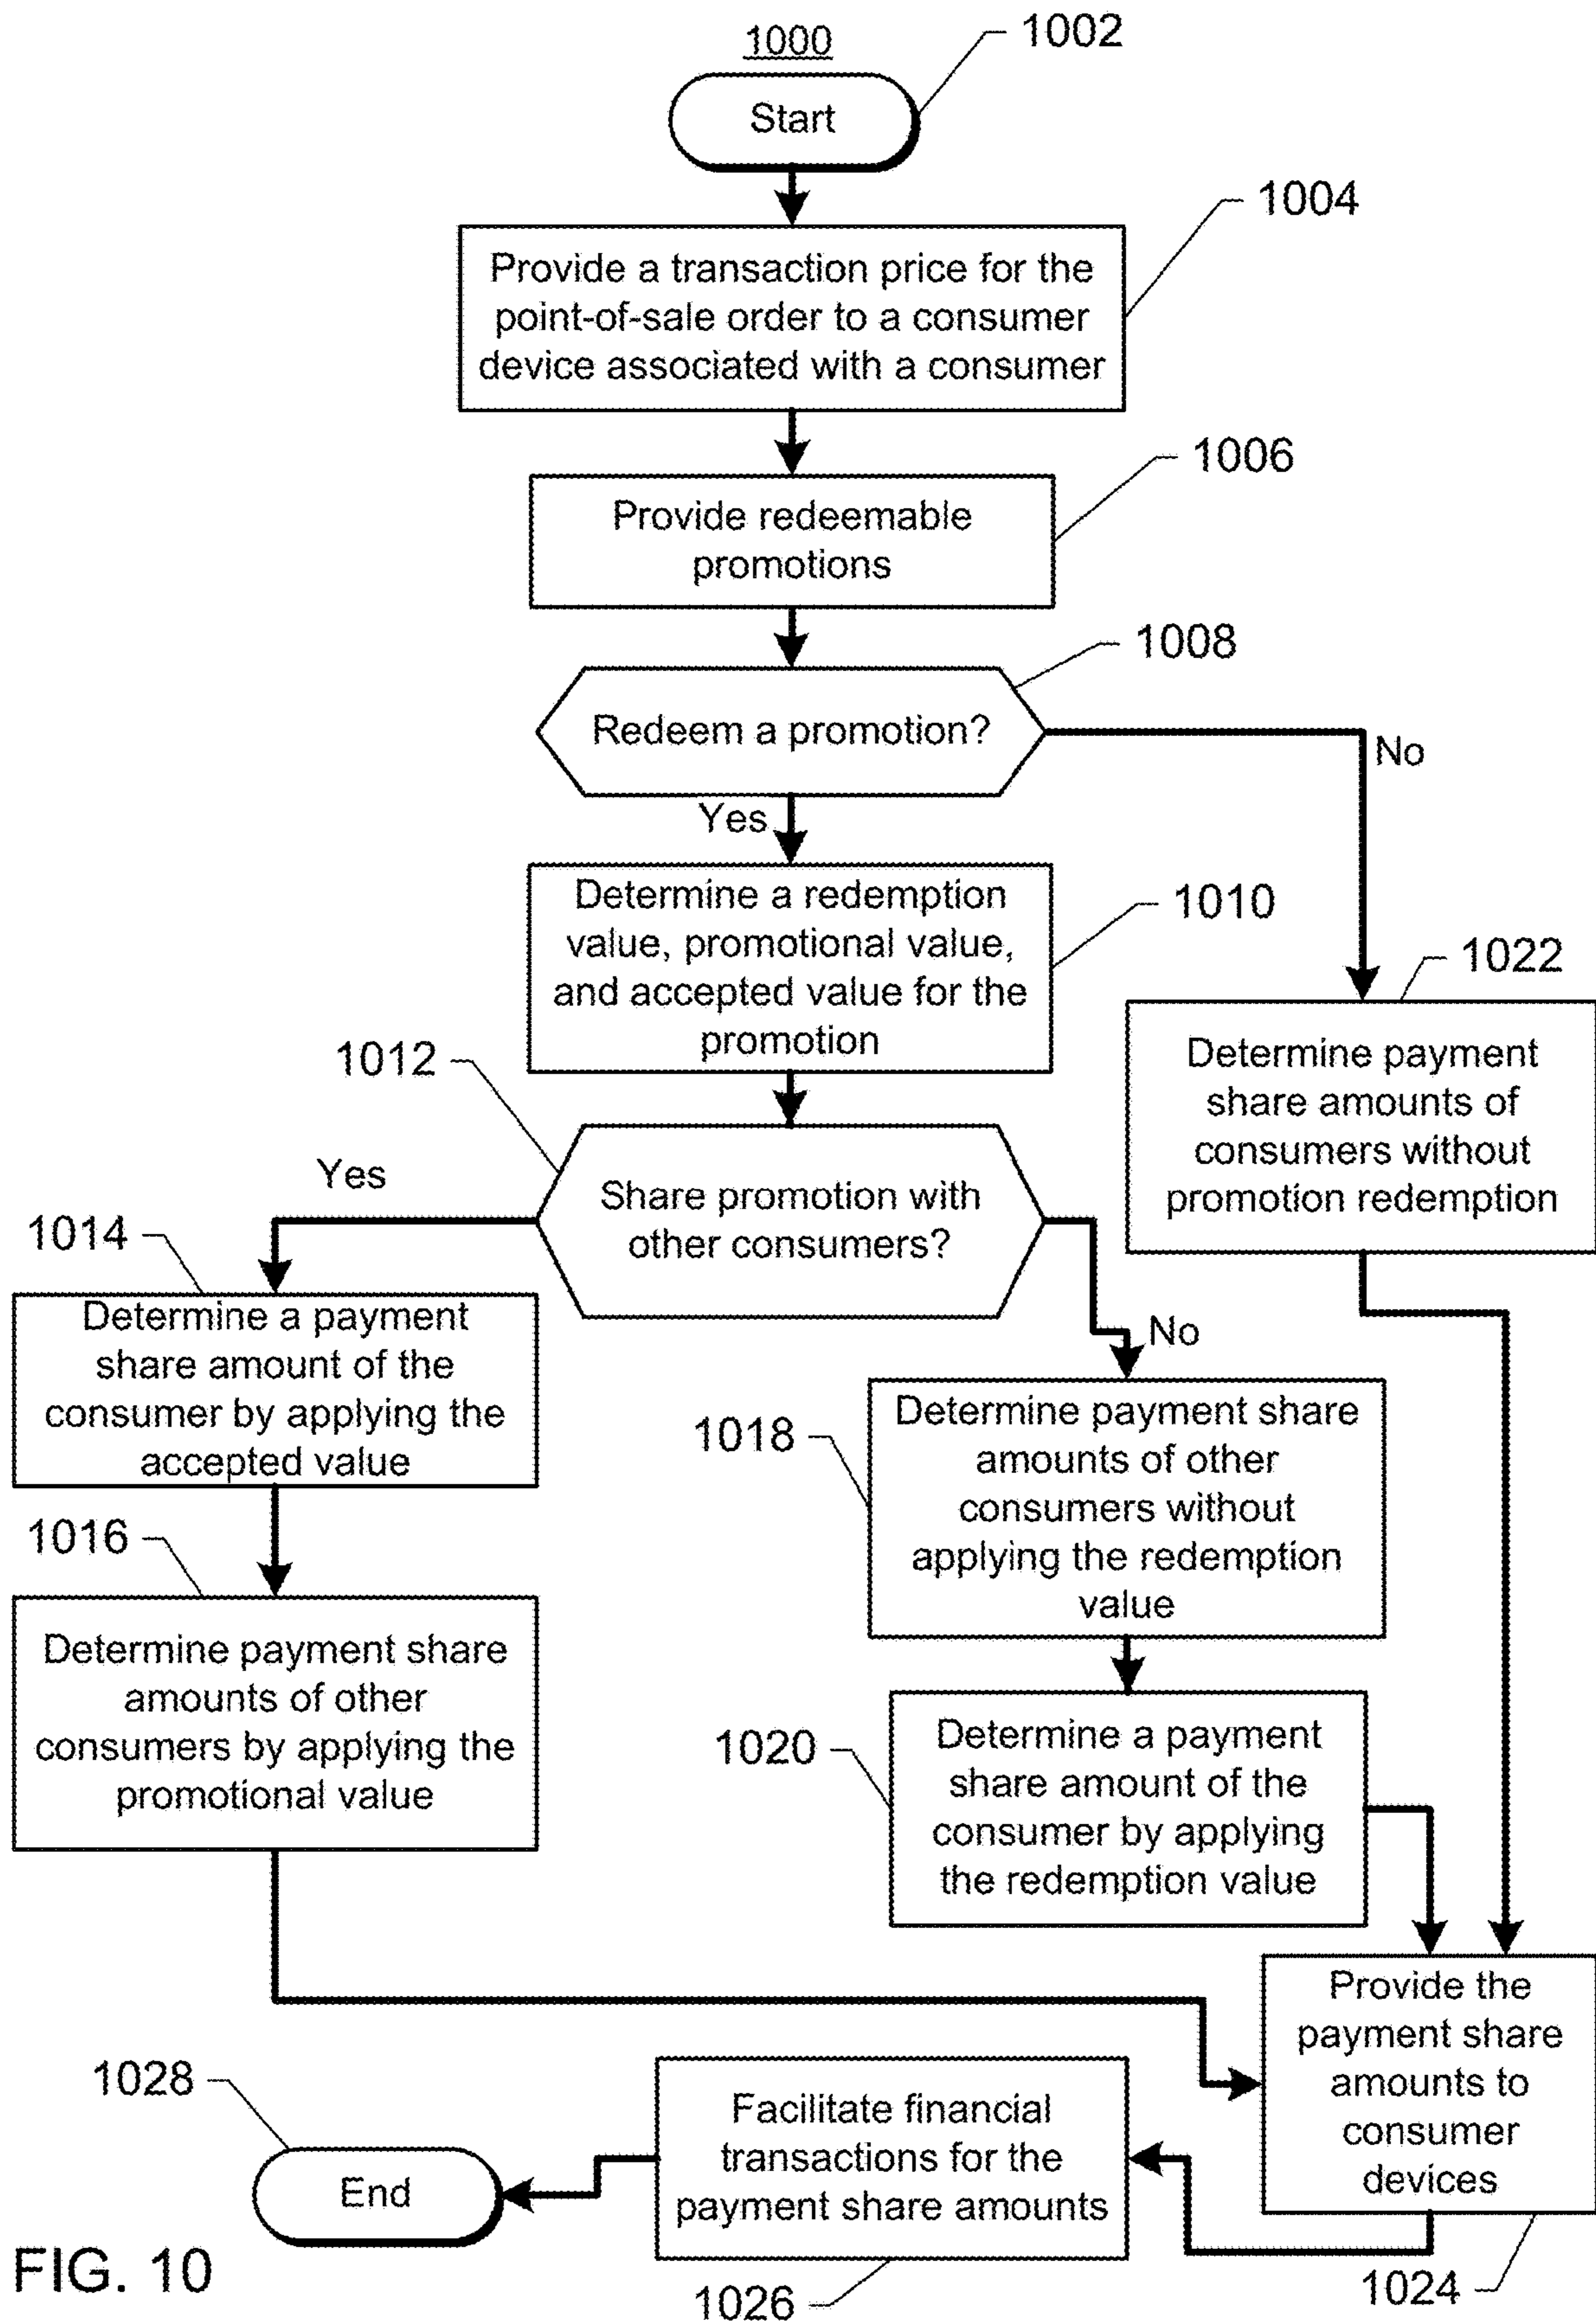 1000
1002
Start
1004
Provide a transaction price for the
point-of-sale order to a consumer
device associated with a consumer
1006
Provide redeemable
promotions
1008
Redeem a promotion?
No
Yes
Determine a redemption
value, promotional value,
and accepted value for the
promotion
1010
1022
Determine payment
share amounts of
consumers without
promotion redemption
1012
Yes
Share promotion with
other consumers?
No
1014
Determine a payment
share amount of the
consumer by applying the
accepted value
1018
Determine payment share
amounts of other
consumers without
applying the redemption
value
1016
Determine payment share
amounts of other
consumers by applying the
promotional value
1020
Determine a payment
share amount of the
consumer by applying
the redemption value
Provide the
payment share
amounts to
consumer
devices
1024
Facilitate financial
transactions for the
payment share amounts
1026
1028
End
FIG. 10